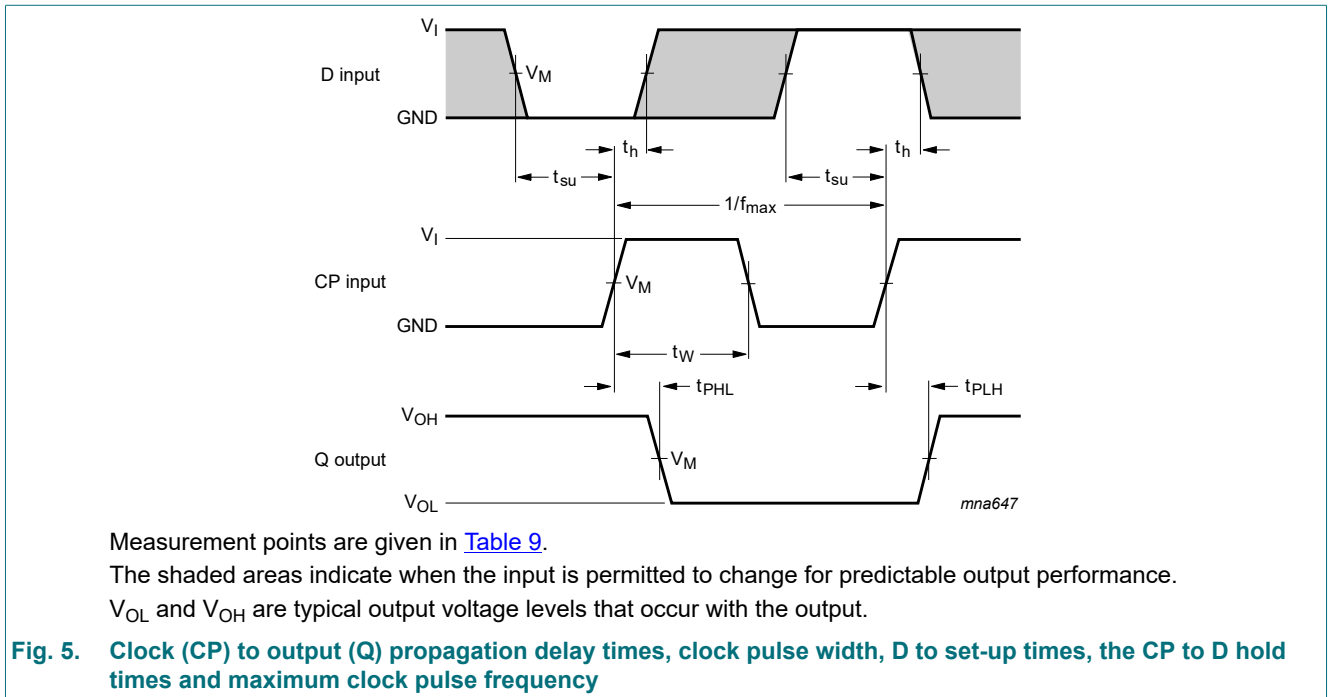 V_I
D input
V_M
GND
t_h
t_h
t_su
t_su
1/f_max
V_I
CP input
V_M
GND
t_W
t_PHL
t_PLH
V_OH
Q output
V_M
V_OL
mna647
Measurement points are given in Table 9.
The shaded areas indicate when the input is permitted to change for predictable output performance.
V_OL and V_OH are typical output voltage levels that occur with the output.
Fig. 5. Clock (CP) to output (Q) propagation delay times, clock pulse width, D to set-up times, the CP to D hold
times and maximum clock pulse frequency